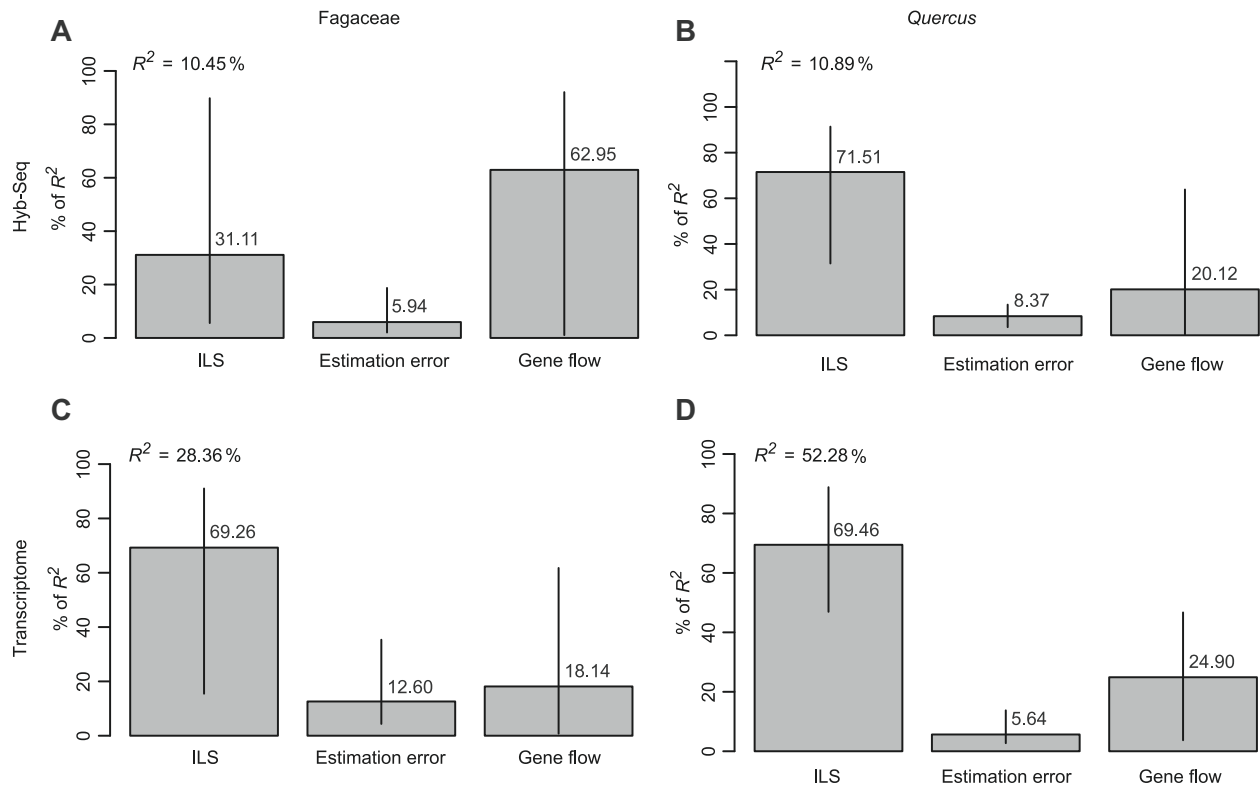 Fagaceae
Quercus
A
R² = 10.45 %
Hyb-Seq
% of R²
0 20 40 60 80 100
31.11
5.94
62.95
ILS Estimation error Gene flow
B
R² = 10.89 %
% of R²
0 20 40 60 80 100
71.51
8.37
20.12
ILS Estimation error Gene flow
C
R² = 28.36 %
Transcriptome
% of R²
0 20 40 60 80 100
69.26
12.60
18.14
ILS Estimation error Gene flow
D
R² = 52.28 %
% of R²
0 20 40 60 80 100
69.46
5.64
24.90
ILS Estimation error Gene flow